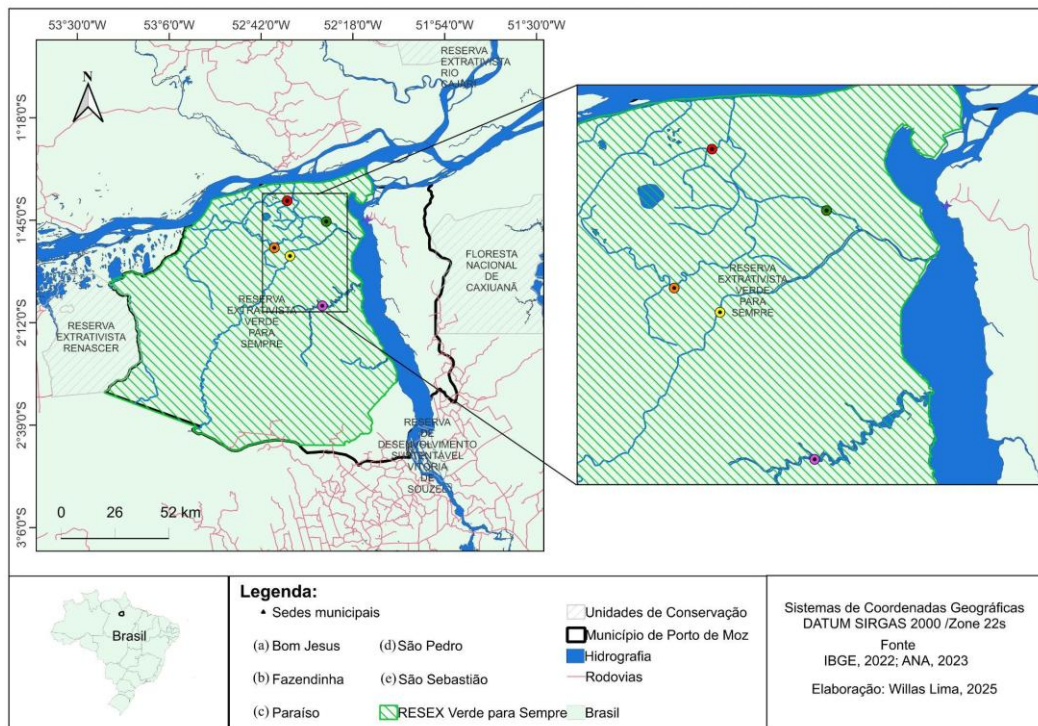 53°30'0"W 53°6'0"W 52°42'0"W 52°18'0"W 51°54'0"W 51°30'0"W
RESERVA
EXTRATIVISTA
RIO
CAJARI
N
1°18'0"S
1°45'0"S
2°12'0"S
2°39'0"S
3°6'0"S
FLORESTA
NACIONAL
DE
CAXIUANÃ
RESERVA
EXTRATIVISTA
VERDE
PARA
SEMPRE
RESERVA
EXTRATIVISTA
RENASCER
RESERVA
DE
DESENVOLVIMENTO
SUSTENTÁVEL
VITÓRIA
DE
SOUZEL
0 26 52 km
RESERVA
EXTRATIVISTA
VERDE
PARA
SEMPRE
Brasil
Legenda:
Sedes municipais
(a) Bom Jesus
(b) Fazendinha
(c) Paraíso
(d) São Pedro
(e) São Sebastião
RESEX Verde para Sempre
Unidades de Conservação
Município de Porto de Moz
Hidrografia
Rodovias
Brasil
Sistemas de Coordenadas Geográficas
DATUM SIRGAS 2000 /Zone 22s
Fonte
IBGE, 2022; ANA, 2023
Elaboração: Willas Lima, 2025